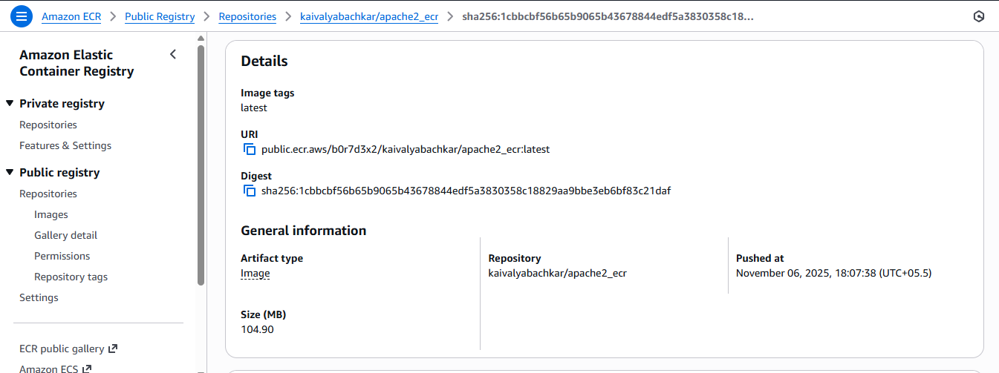 Amazon ECR > Public Registry > Repositories > kaivalyabachkar/apache2_ecr > sha256:1cbbcbf56b65b9065b43678844edf5a3830358c18...
Amazon Elastic
Container Registry
Private registry
Repositories
Features & Settings
Public registry
Repositories
Images
Gallery detail
Permissions
Repository tags
Settings
ECR public gallery
Amazon ECS
Details
Image tags
latest
URI
public.ecr.aws/b0r7d3x2/kaivalyabachkar/apache2_ecr:latest
Digest
sha256:1cbbcbf56b65b9065b43678844edf5a3830358c18829aa9bbe3eb6bf83c21daf
General information
Artifact type
Image
Repository
kaivalyabachkar/apache2_ecr
Pushed at
November 06, 2025, 18:07:38 (UTC+05.5)
Size (MB)
104.90